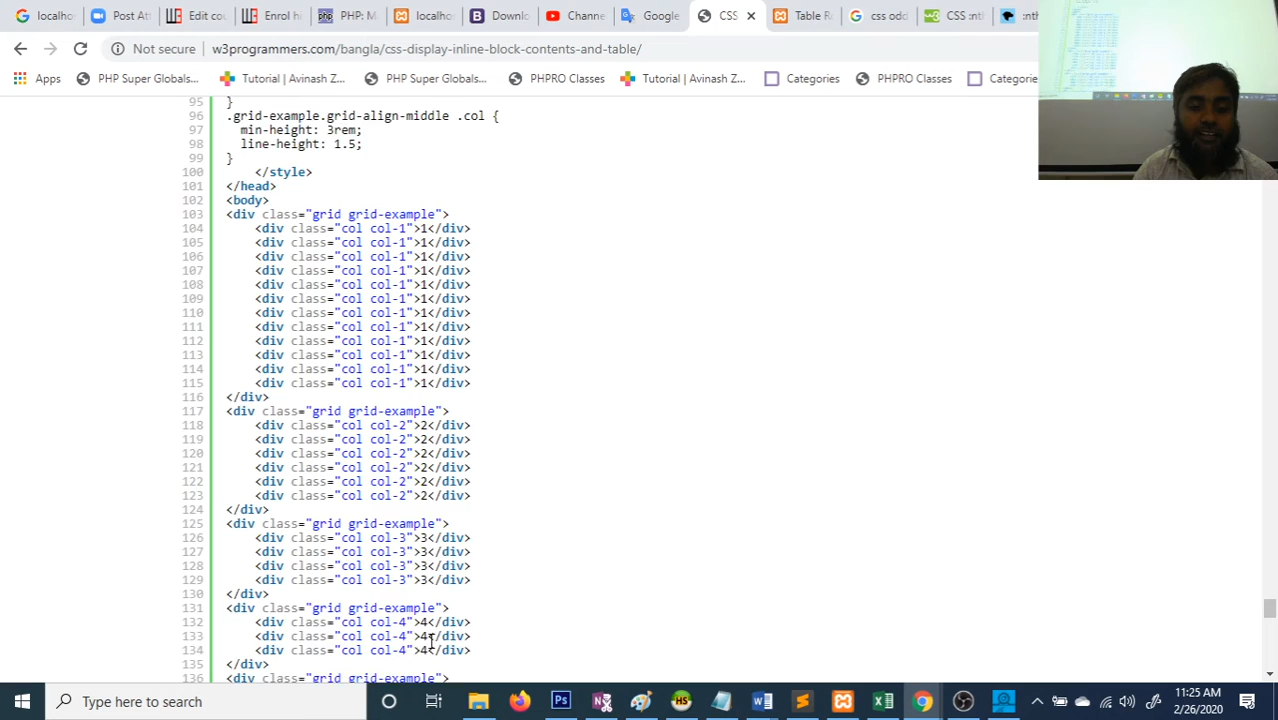 localho
Post Att
Edit cou
Enrol ha
PHP: I
localho
Downlo
Channe
Google
CSS
Table R
css odd
CSS :nth
:nth
Not secure
w3programmers.com/bangla/css-display-inline-block-contents-and-table/
Apps
PHP Super Globals...
Tutorial | Avinash Z...
PHPRO Classes
Tutorial | Avinash Z...
PHPRO Classes
Categorie
95 }
96 .grid-example.grid-align-middle .col {
97 min-height: 3rem;
98 line-height: 1.5;
99 }
100 </style>
101 </head>
102 <body>
103 <div class="grid grid-example">
104 <div class="col col-1">1</div>
105 <div class="col col-1">1</div>
106 <div class="col col-1">1</div>
107 <div class="col col-1">1</div>
108 <div class="col col-1">1</div>
109 <div class="col col-1">1</div>
110 <div class="col col-1">1</div>
111 <div class="col col-1">1</div>
112 <div class="col col-1">1</div>
113 <div class="col col-1">1</div>
114 <div class="col col-1">1</div>
115 <div class="col col-1">1</div>
116 </div>
117 <div class="grid grid-example">
118 <div class="col col-2">2</div>
119 <div class="col col-2">2</div>
120 <div class="col col-2">2</div>
121 <div class="col col-2">2</div>
122 <div class="col col-2">2</div>
123 <div class="col col-2">2</div>
124 </div>
125 <div class="grid grid-example">
126 <div class="col col-3">3</div>
127 <div class="col col-3">3</div>
128 <div class="col col-3">3</div>
129 <div class="col col-3">3</div>
130 </div>
131 <div class="grid grid-example">
132 <div class="col col-4">4</div>
133 <div class="col col-4">4</div>
134 <div class="col col-4">4</div>
135 </div>
136 <div class="grid grid-example">
Type here to search
11:25 AM
2/26/2020